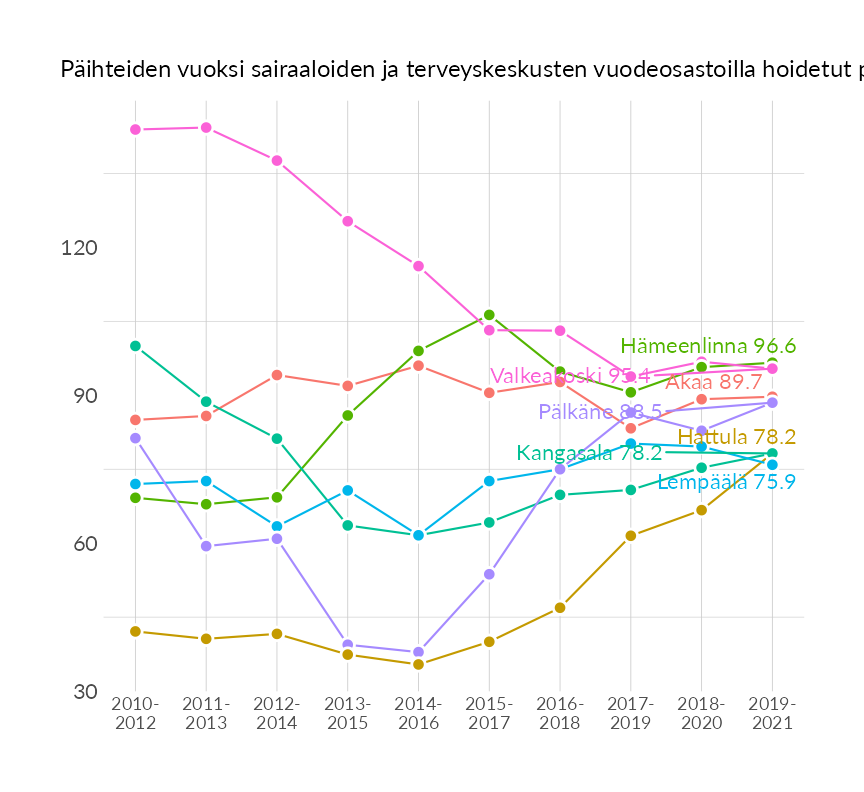 Päihteiden vuoksi sairaaloiden ja terveyskeskusten vuodeosastoilla hoidetut
120
90
60
30
Hämeenlinna 96.6
Valkeakoski 95.4
Akaa 89.7
Pälkäne 88.5
Hattula 78.2
Kangasala 78.2
Lempäälä 75.9
2010- 2011- 2012- 2013- 2014- 2015- 2016- 2017- 2018- 2019-
2012 2013 2014 2015 2016 2017 2018 2019 2020 2021